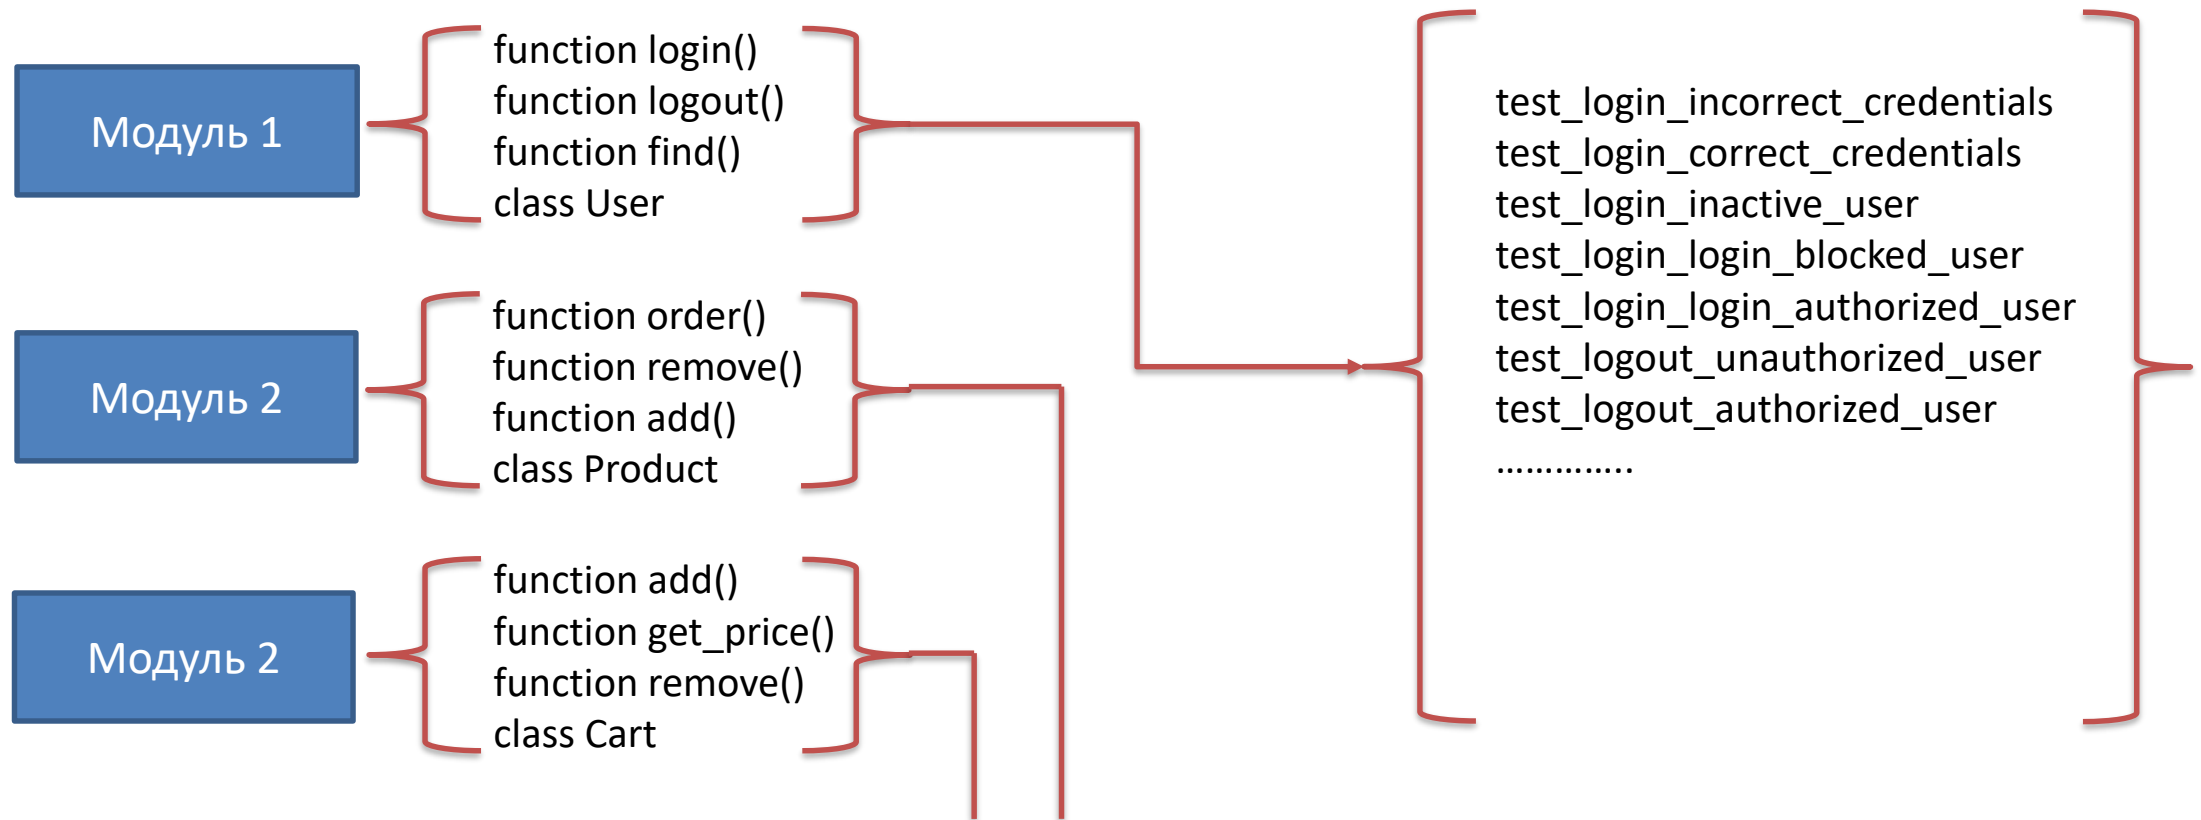 Модуль 1
function login()
function logout()
function find()
class User
Модуль 2
function order()
function remove()
function add()
class Product
Модуль 2
function add()
function get_price()
function remove()
class Cart
test_login_incorrect_credentials
test_login_correct_credentials
test_login_inactive_user
test_login_login_blocked_user
test_login_login_authorized_user
test_logout_unauthorized_user
test_logout_authorized_user
…………..